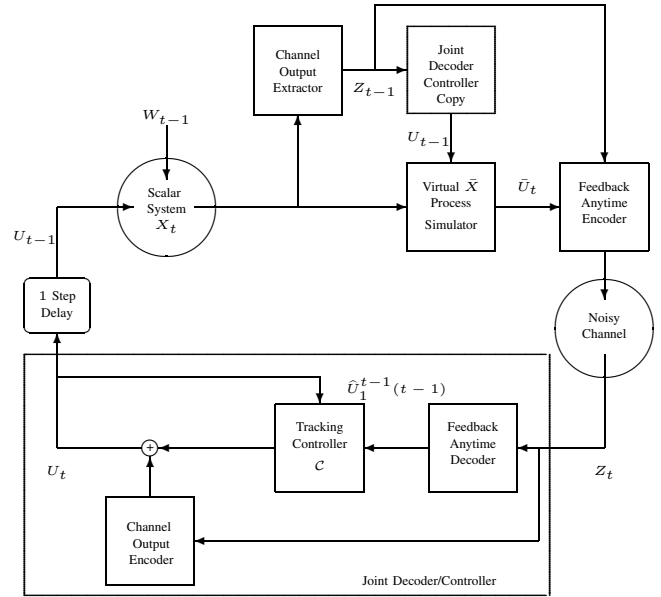 Channel
Output
Extractor
Z_{t-1}
Joint
Decoder
Controller
Copy
W_{t-1}
U_{t-1}
Scalar
System
X_t
Virtual X̄
Process
Simulator
Ū_t
Feedback
Anytime
Encoder
U_{t-1}
1 Step
Delay
Noisy
Channel
Û_1^{t-1}(t − 1)
Tracking
Controller
𝒞
Feedback
Anytime
Decoder
+
U_t
Z_t
Channel
Output
Encoder
Joint Decoder/Controller